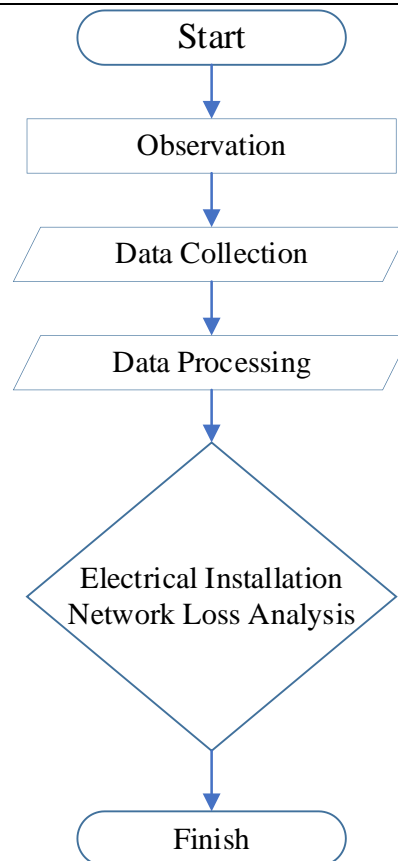 Start
Observation
Data Collection
Data Processing
Electrical Installation
Network Loss Analysis
Finish